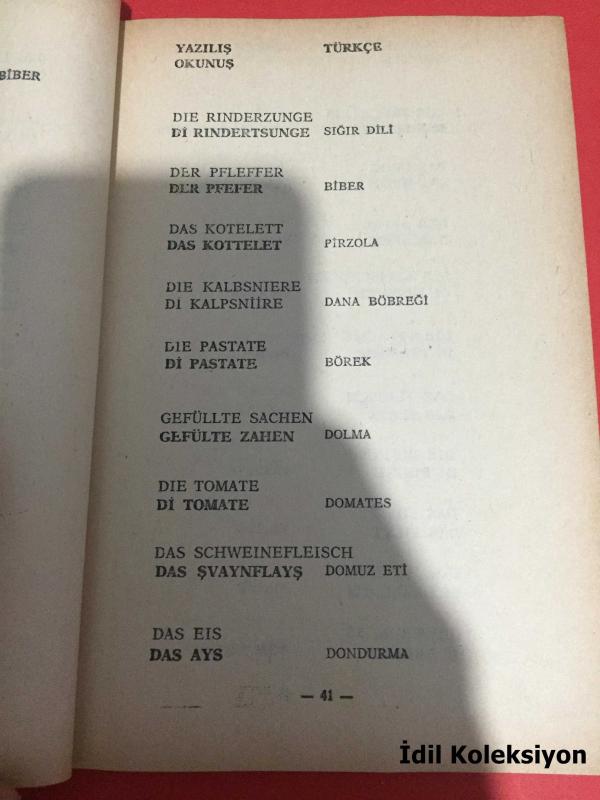 BİBER
YAZILIŞ TÜRKÇE
OKUNUŞ
DIE RINDERZUNGE
Dİ RINDERTSUNGE SIĞIR DİLİ
DER PFLEFFER
DER PFEFER BİBER
DAS KOTELETT
DAS KOTTELET PİRZOLA
DIE KALBSNIERE
Dİ KALPSNİİRE DANA BÖBREĞİ
DIE PASTATE
Dİ PAŞTATE BÖREK
GEFÜLLTE SACHEN
GEFÜLTE ZAHEN DOLMA
DIE TOMATE
Dİ TOMATE DOMATES
DAS SCHWEINEFLEISCH
DAS ŞVAYNFLAYŞ DOMUZ ETİ
DAS EIS
DAS AYS DONDURMA
— 41 —
İdil Koleksiyon